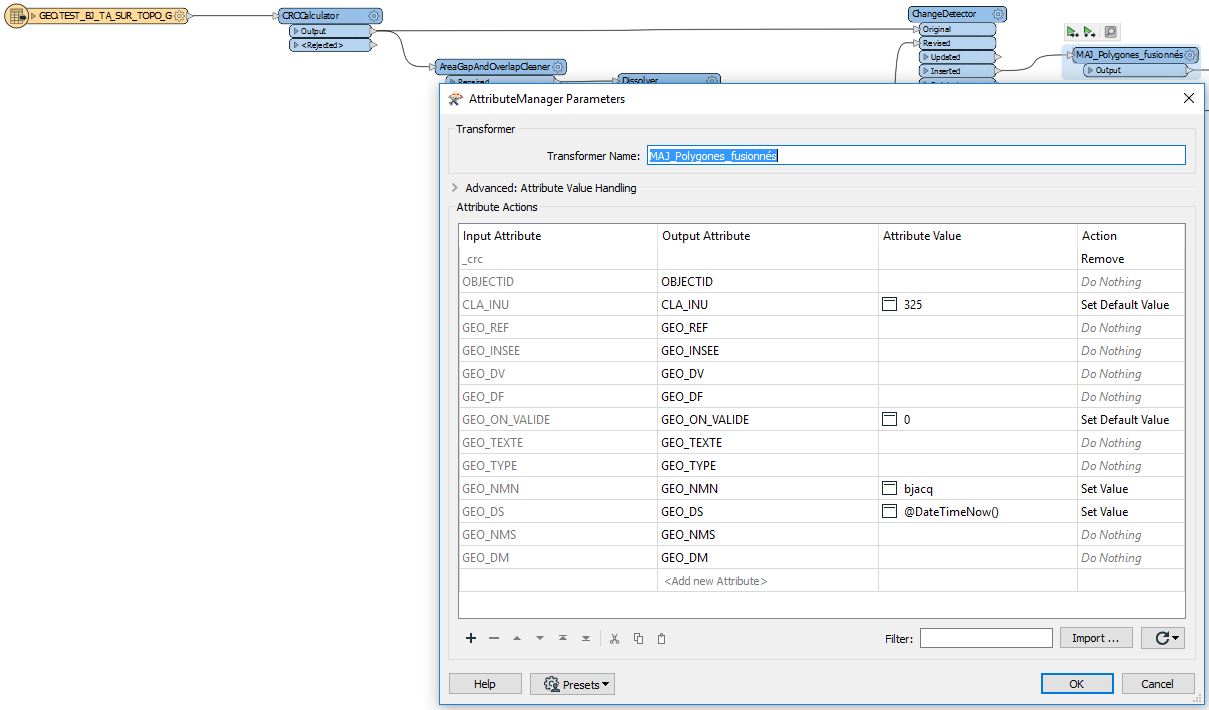 GEO.TEST_BJ_TA_SUR_TOPO_G
CRCCalculator
Output
<Rejected>
AreaGapAndOverlapCleaner
Repaired
Dissolver
ChangeDetector
Original
Revised
Updated
Inserted
MAJ_Polygones_fusionnés
Output
AttributeManager Parameters
Transformer
Transformer Name: MAJ_Polygones_fusionnés
Advanced: Attribute Value Handling
Attribute Actions
Input Attribute Output Attribute Attribute Value Action
_crc Remove
OBJECTID OBJECTID Do Nothing
CLA_INU CLA_INU 325 Set Default Value
GEO_REF GEO_REF Do Nothing
GEO_INSEE GEO_INSEE Do Nothing
GEO_DV GEO_DV Do Nothing
GEO_DF GEO_DF Do Nothing
GEO_ON_VALIDE GEO_ON_VALIDE 0 Set Default Value
GEO_TEXTE GEO_TEXTE Do Nothing
GEO_TYPE GEO_TYPE Do Nothing
GEO_NMN GEO_NMN bjacq Set Value
GEO_DS GEO_DS @DateTimeNow() Set Value
GEO_NMS GEO_NMS Do Nothing
GEO_DM GEO_DM Do Nothing
<Add new Attribute>
Filter: Import ...
Help Presets OK Cancel